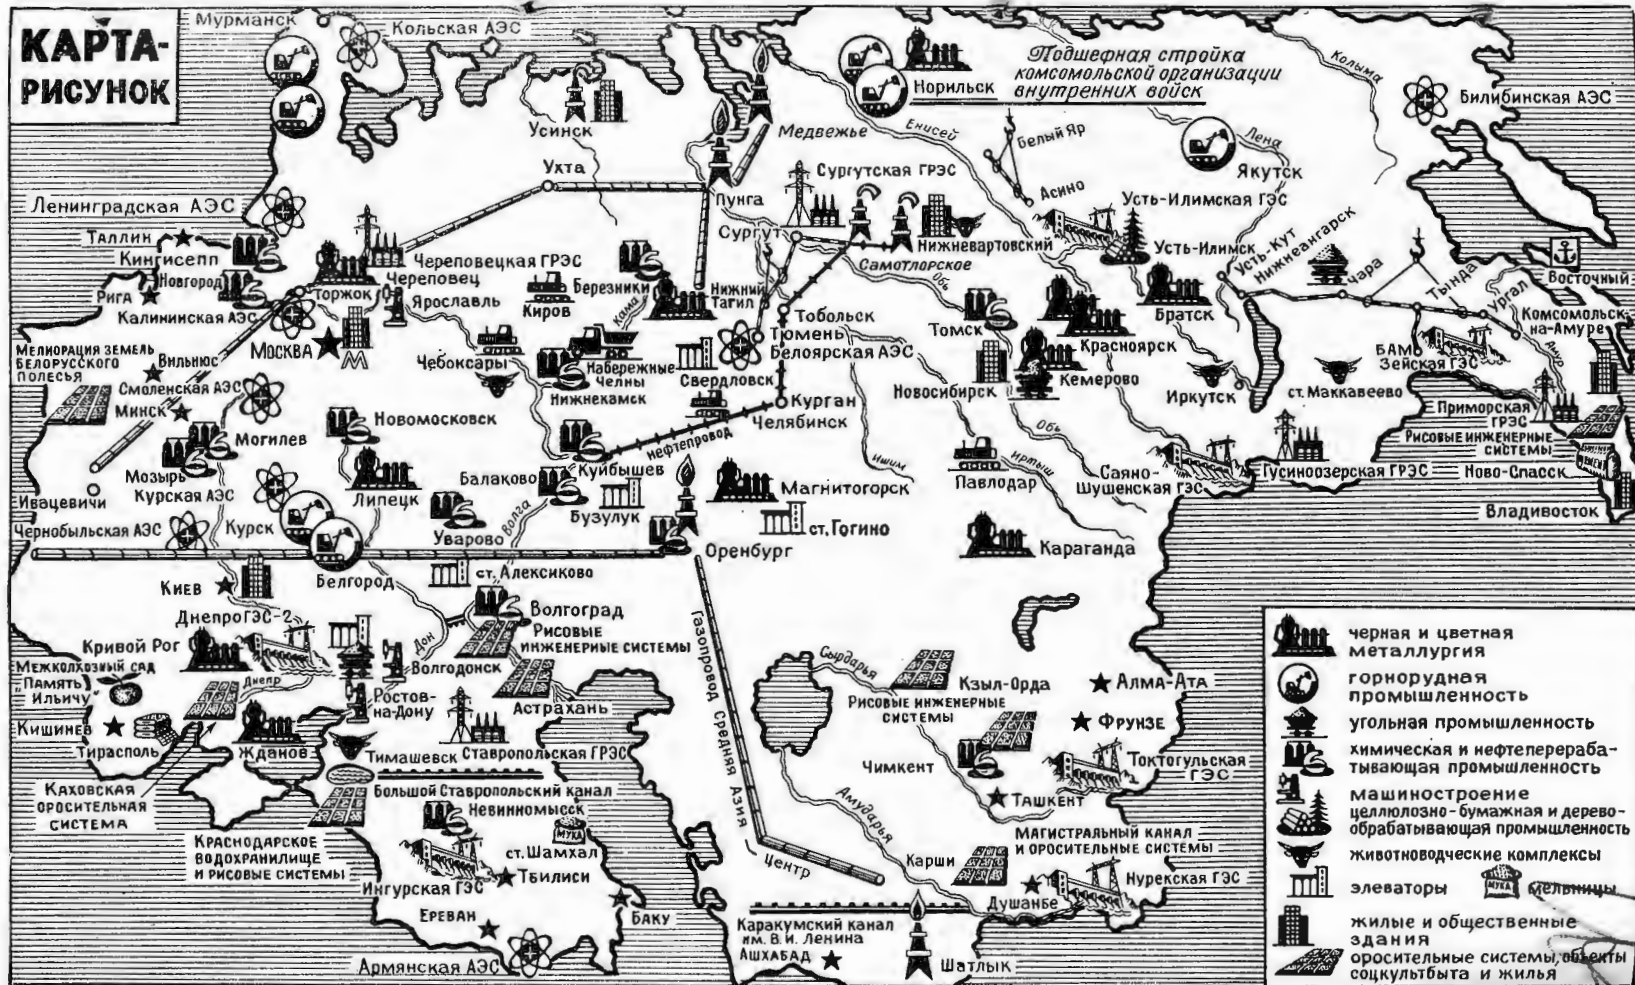 КАРТА-
РИСУНОК
Мурманск
Кольская АЭС
Усинск
Медвежье
Норильск
Подшефная стройка
комсомольской организации
внутренних войск
Енисей
Лена
Колыма
Билибинская АЭС
Белый Яр
Асино
Якутск
Ухта
Пунга
Сургутская ГРЭС
Сургут
Нижневартовский
Самотлорское
Усть-Илимская ГЭС
Усть-Илимск
Усть-Кут
Нижнеангарск
Чара
Тында
Ургал
Восточный
Комсомольск-
на-Амуре
Амур
Ленинградская АЭС
Таллин
Кингисепп
Новгород
Рига
Калининская АЭС
Торжок
Череповецкая ГРЭС
Череповец
Ярославль
Москва
М
Киров
Березники
Кама
Нижний
Тагил
Тобольск
Тюмень
Белоярская АЭС
Обь
Томск
Красноярск
Братск
БАМ
Зейская ГЭС
Мелиорация земель
Белорусского
Полесья
Вильнюс
Смоленская АЭС
Минск
Чебоксары
Набережные
Челны
Нижнекамск
Свердловск
Новосибирск
Кемерово
Иркутск
ст. Маккавеево
Приморская
ГРЭС
Рисовые инженерные
системы
Курган
Челябинск
Могилев
Новомосковск
Нефтепровод
Куйбышев
Ишим
Обь
Иртыш
Павлодар
Саяно-
Шушенская ГЭС
Гусиноозерская ГРЭС
Ново-Спасск
ЦЕМЕНТ
Владивосток
Мозырь
Курская АЭС
Липецк
Балаково
Бузулук
Магнитогорск
ст. Гогино
Ивацевичи
Чернобыльская АЭС
Курск
Уварово
Волга
Оренбург
Караганда
Белгород
ст. Алексиково
Киев
ДнепроГЭС-2
Волгоград
Рисовые
инженерные системы
Дон
Кривой Рог
Волгодонск
Межколхозный сад
"Память
Ильичу"
Днепр
Ростов-
на-Дону
Астрахань
Газопровод Средняя Азия - Центр
Сырдарья
Кзыл-Орда
Рисовые инженерные
системы
Алма-Ата
Фрунзе
Кишинев
Тирасполь
Жданов
Тимашевск
Ставропольская ГРЭС
Чимкент
Токтогульская
ГЭС
Ташкент
Каховская
оросительная
система
Большой Ставропольский канал
Невинномысск
Амударья
Краснодарское
водохранилище
и рисовые системы
МУКА
ст. Шамхал
Магистральный канал
и оросительные системы
Карши
Ингурская ГЭС
Тбилиси
Нурекская ГЭС
Душанбе
Ереван
Баку
Каракумский канал
им. В. И. Ленина
Ашхабад
Армянская АЭС
Шатлык
черная и цветная
металлургия
горнорудная
промышленность
угольная промышленность
химическая и нефтеперераба-
тывающая промышленность
машиностроение
целлюлозно-бумажная и дерево-
обрабатывающая промышленность
животноводческие комплексы
элеваторы
МУКА
мельницы
жилые и общественные
здания
оросительные системы, объекты
соцкультбыта и жилья